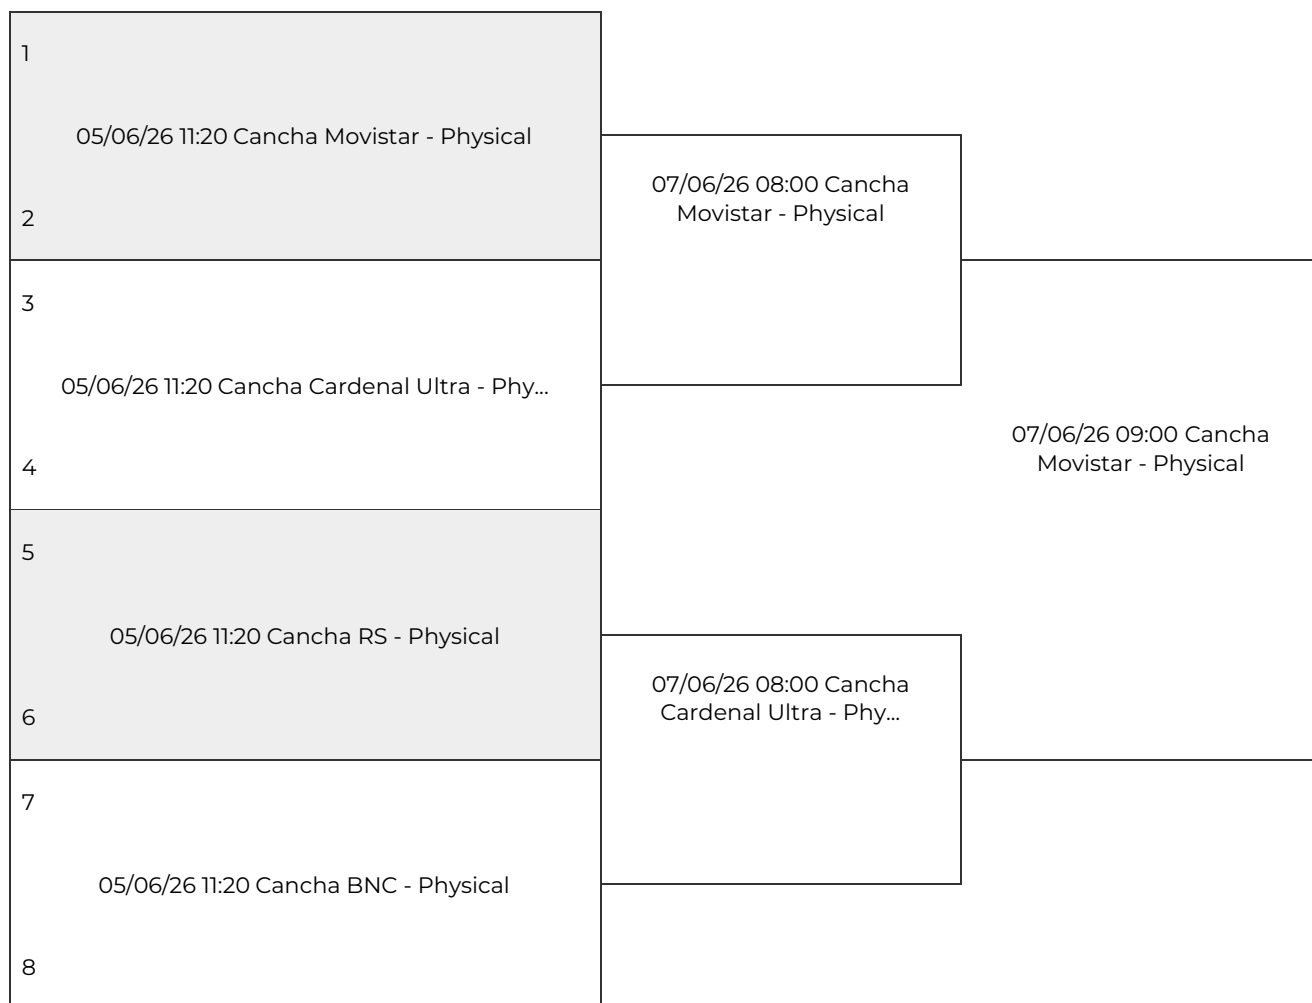 1
05/06/26 11:20 Cancha Movistar - Physical
2
3
05/06/26 11:20 Cancha Cardenal Ultra - Phy...
4
5
05/06/26 11:20 Cancha RS - Physical
6
7
05/06/26 11:20 Cancha BNC - Physical
8
07/06/26 08:00 Cancha
Movistar - Physical
07/06/26 08:00 Cancha
Cardenal Ultra - Phy...
07/06/26 09:00 Cancha
Movistar - Physical